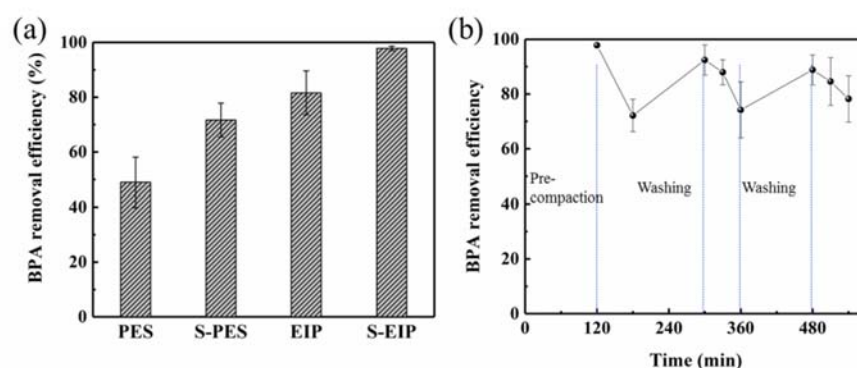 (a)
BPA removal efficiency (%)
100
80
60
40
20
0
PES S-PES EIP S-EIP
(b)
BPA removal efficiency
100
80
60
40
20
0
Pre-
compaction
Washing
Washing
0 120 240 360 480
Time (min)